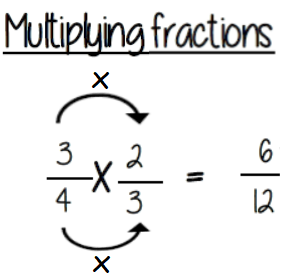 Multiplying fractions
x
3/4 X 2/3 = 6/12
x